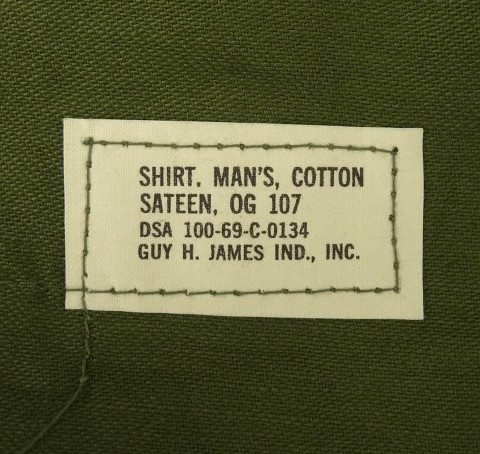 SHIRT, MAN'S, COTTON
SATEEN, OG 107
DSA 100-69-C-0134
GUY H. JAMES IND., INC.